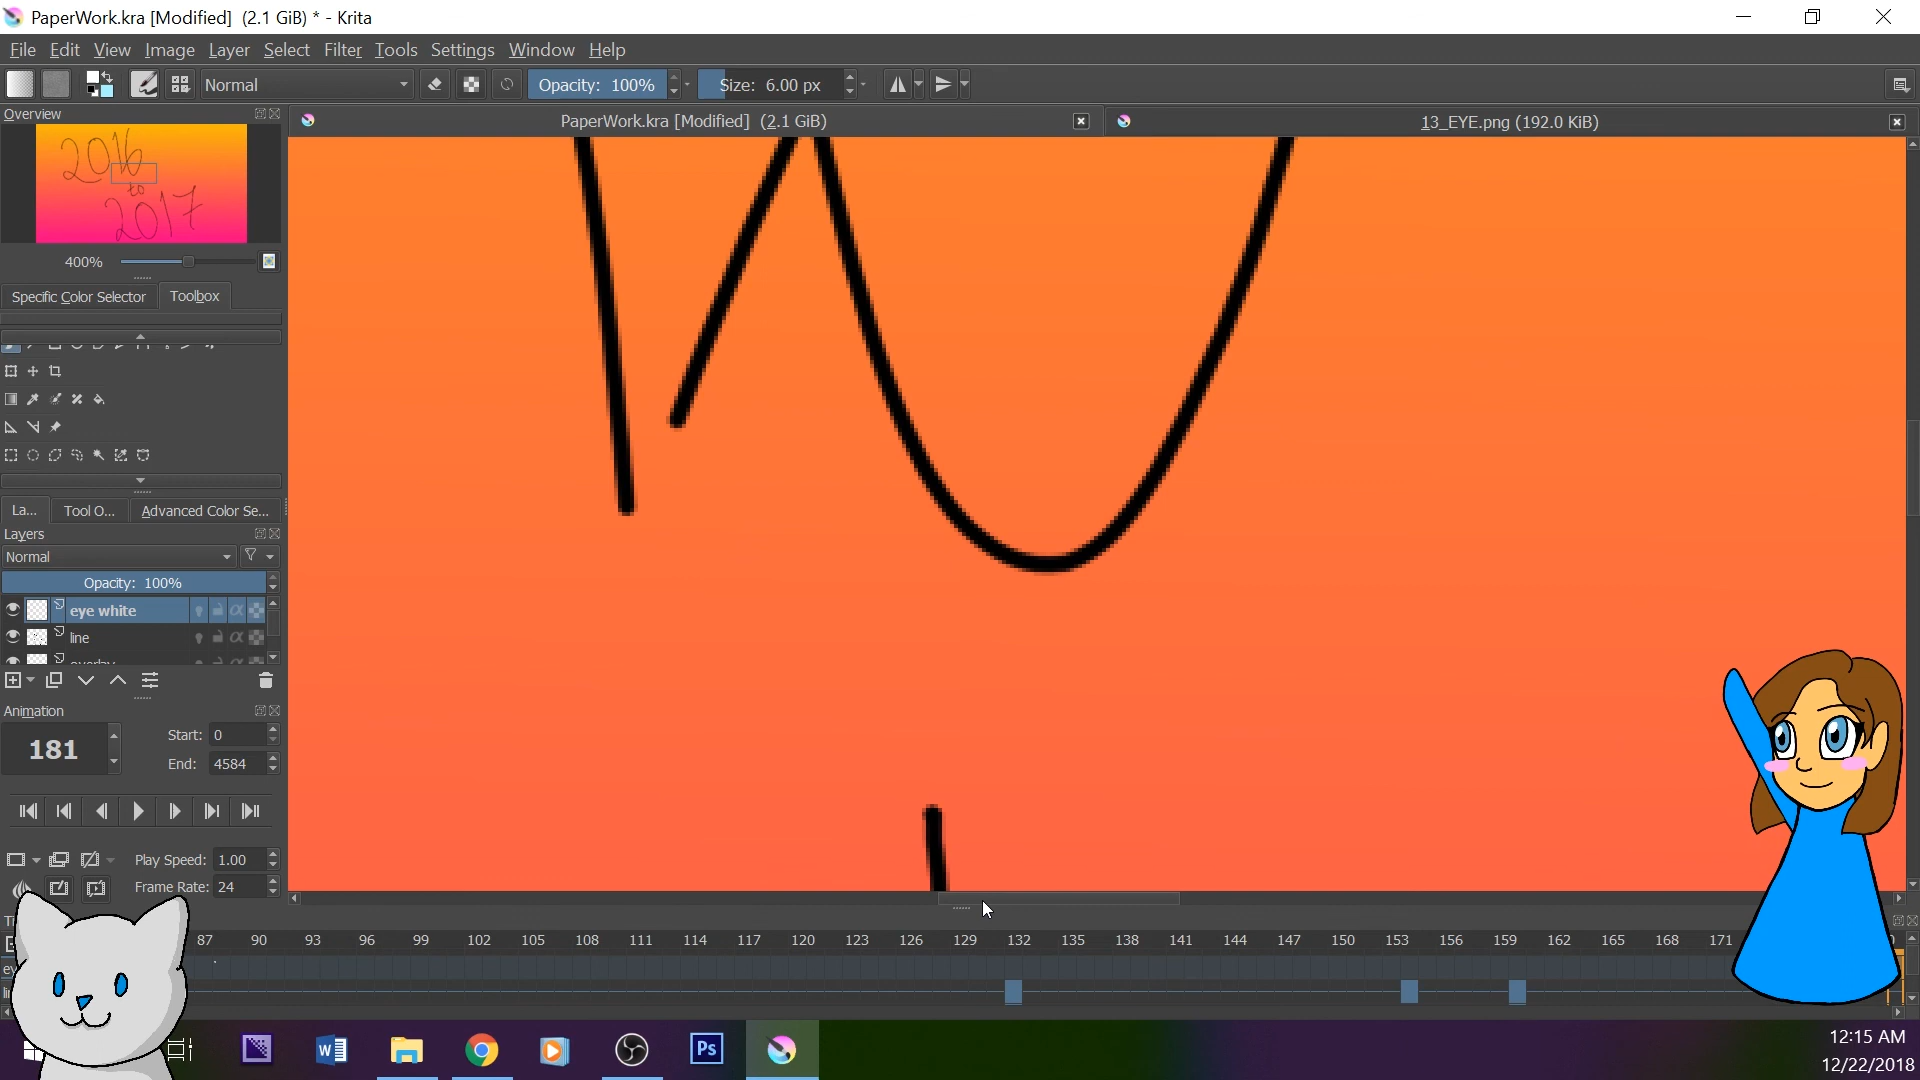 PaperWork.kra [Modified]  (2.1 GiB) * - Krita
File Edit View Image Layer Select Filter Tools Settings Window Help
Normal Opacity: 100% Size: 6.00 px
Overview
PaperWork.kra [Modified]  (2.1 GiB)
13_EYE.png (192.0 KiB)
2016
to
2017
400%
Specific Color Selector Toolbox
La... Tool O... Advanced Color Se...
Layers
Normal
Opacity: 100%
eye white
line
overlay
Animation
181
Start: 0
End: 4584
Play Speed: 1.00
Frame Rate: 24
87 90 93 96 99 102 105 108 111 114 117 120 123 126 129 132 135 138 141 144 147 150 153 156 159 162 165 168 171
Ps
12:15 AM
12/22/2018